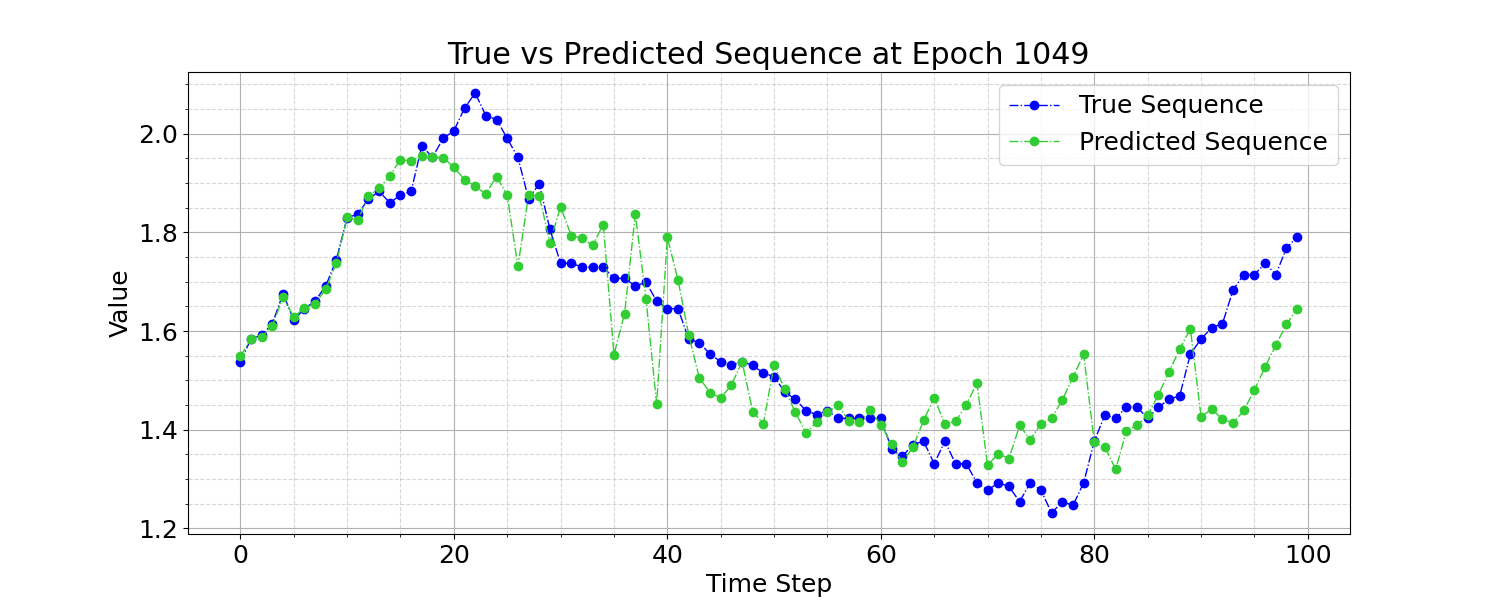 True vs Predicted Sequence at Epoch 1049
True Sequence
Predicted Sequence
Value
2.0
1.8
1.6
1.4
1.2
0 20 40 60 80 100
Time Step